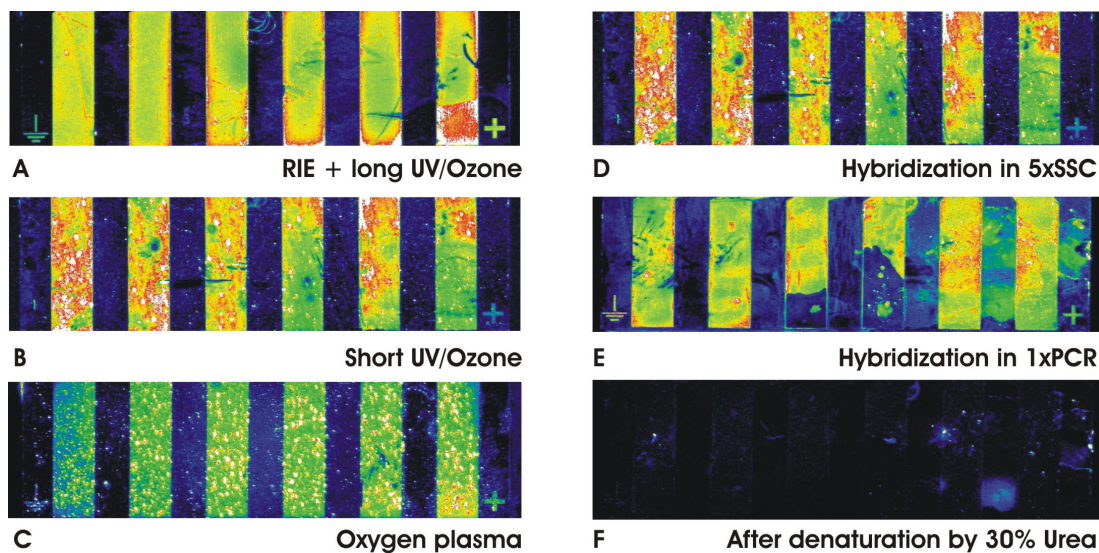 A RIE + long UV/Ozone
B Short UV/Ozone
C Oxygen plasma
D Hybridization in 5xSSC
E Hybridization in 1xPCR
F After denaturation by 30% Urea